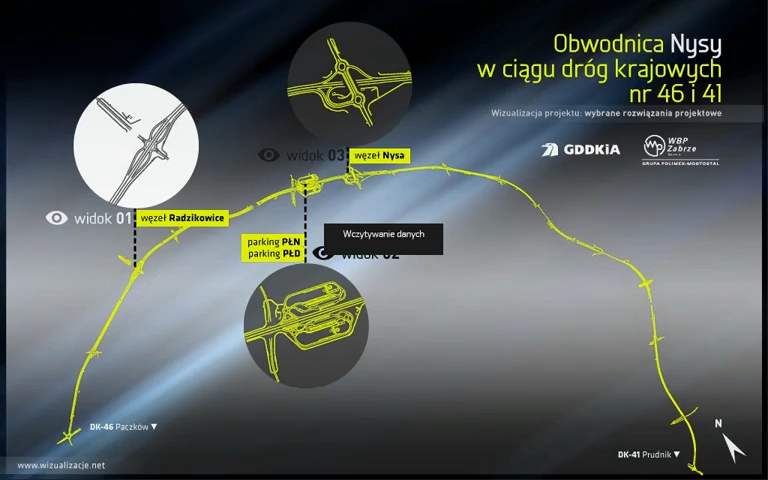 Obwodnica Nysy
w ciągu dróg krajowych
nr 46 i 41
Wizualizacja projektu: wybrane rozwiązania projektowe
GDDKiA
WBP
Zabrze
GRUPA POLIMEX-MOSTOSTAL
widok 03
węzeł Nysa
widok 01
węzeł Radzikowice
Wczytywanie danych
parking PŁN
parking PŁD
widok 02
DK-46 Paczków ▼
N
DK-41 Prudnik ▼
www.wizualizacje.net